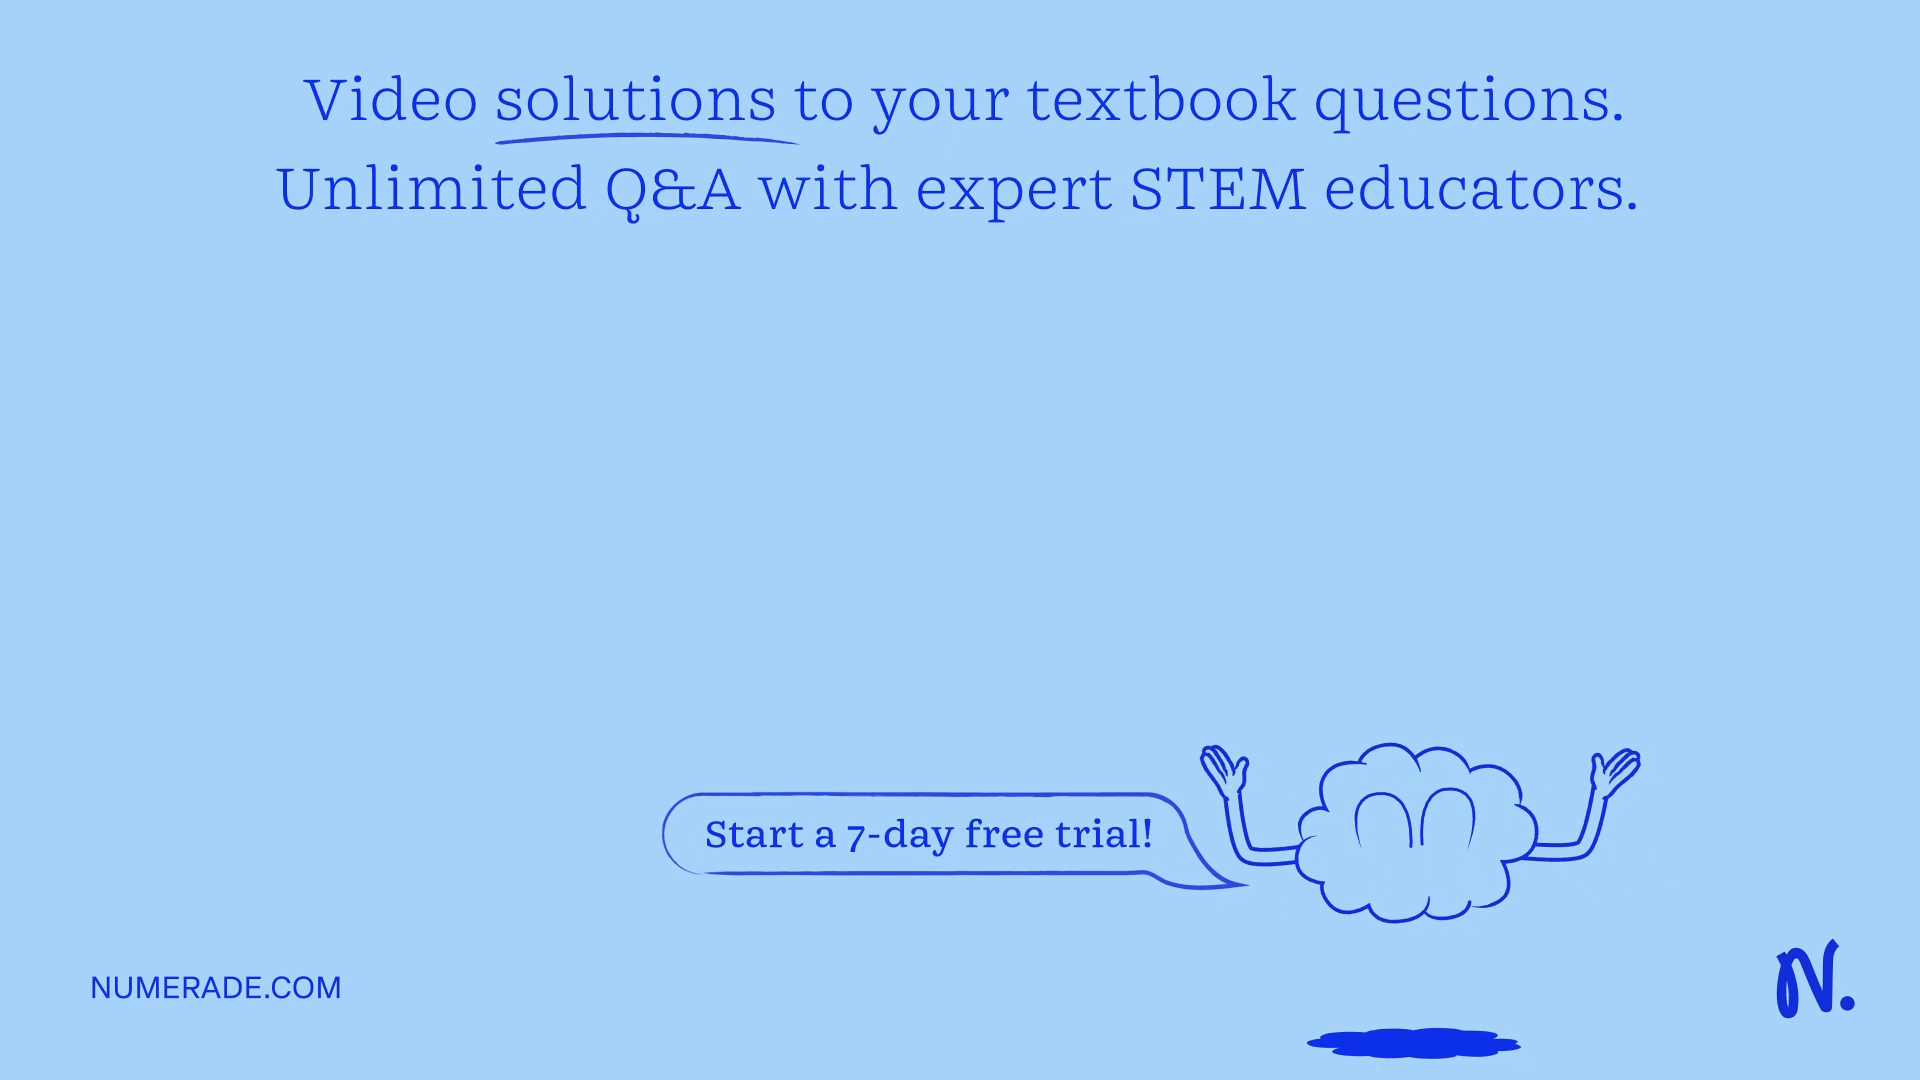 Video solutions to your textbook questions.
Unlimited Q&A with expert STEM educators.
Start a 7-day free trial!
NUMERADE.COM
N.